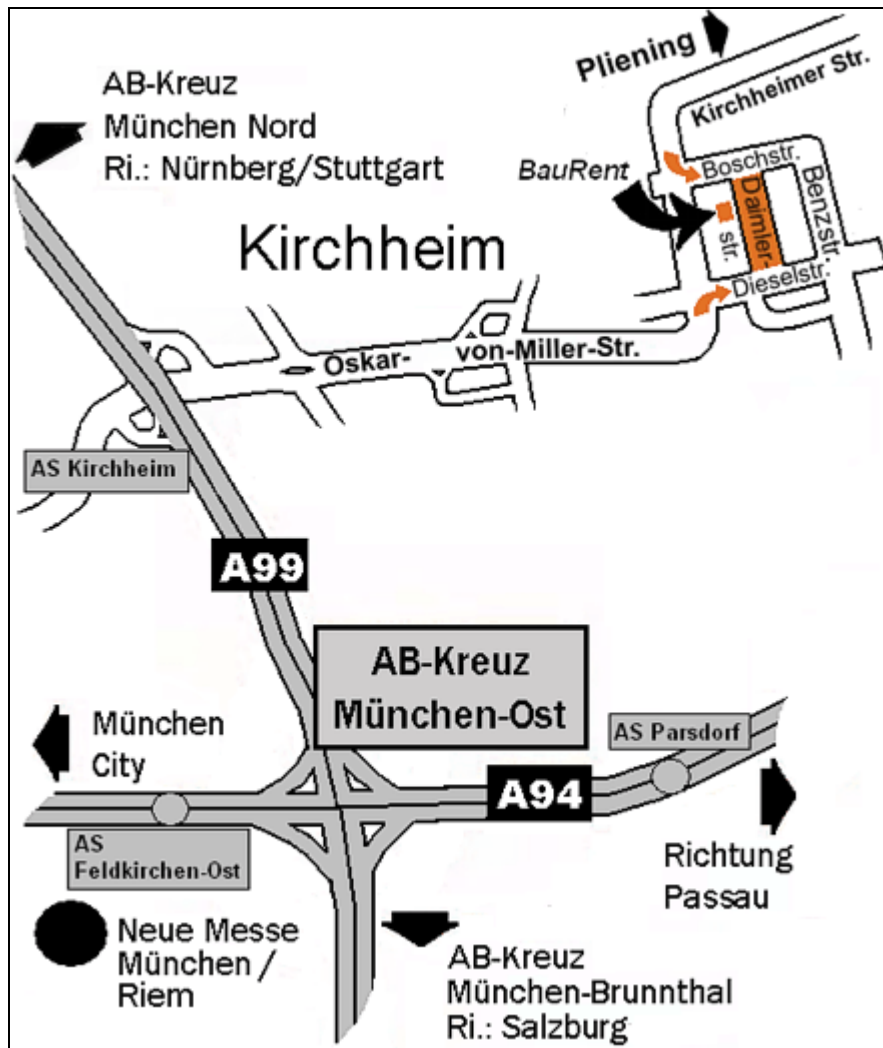 AB-Kreuz
München Nord
Ri.: Nürnberg/Stuttgart
Pliening
Kirchheimer Str.
BauRent
Boschstr.
Daimler-
str.
Benzstr.
Dieselstr.
Kirchheim
Oskar-
von-Miller-Str.
AS Kirchheim
A99
AB-Kreuz
München-Ost
München
City
AS Parsdorf
A94
AS
Feldkirchen-Ost
Richtung
Passau
Neue Messe
München /
Riem
AB-Kreuz
München-Brunnthal
Ri.: Salzburg